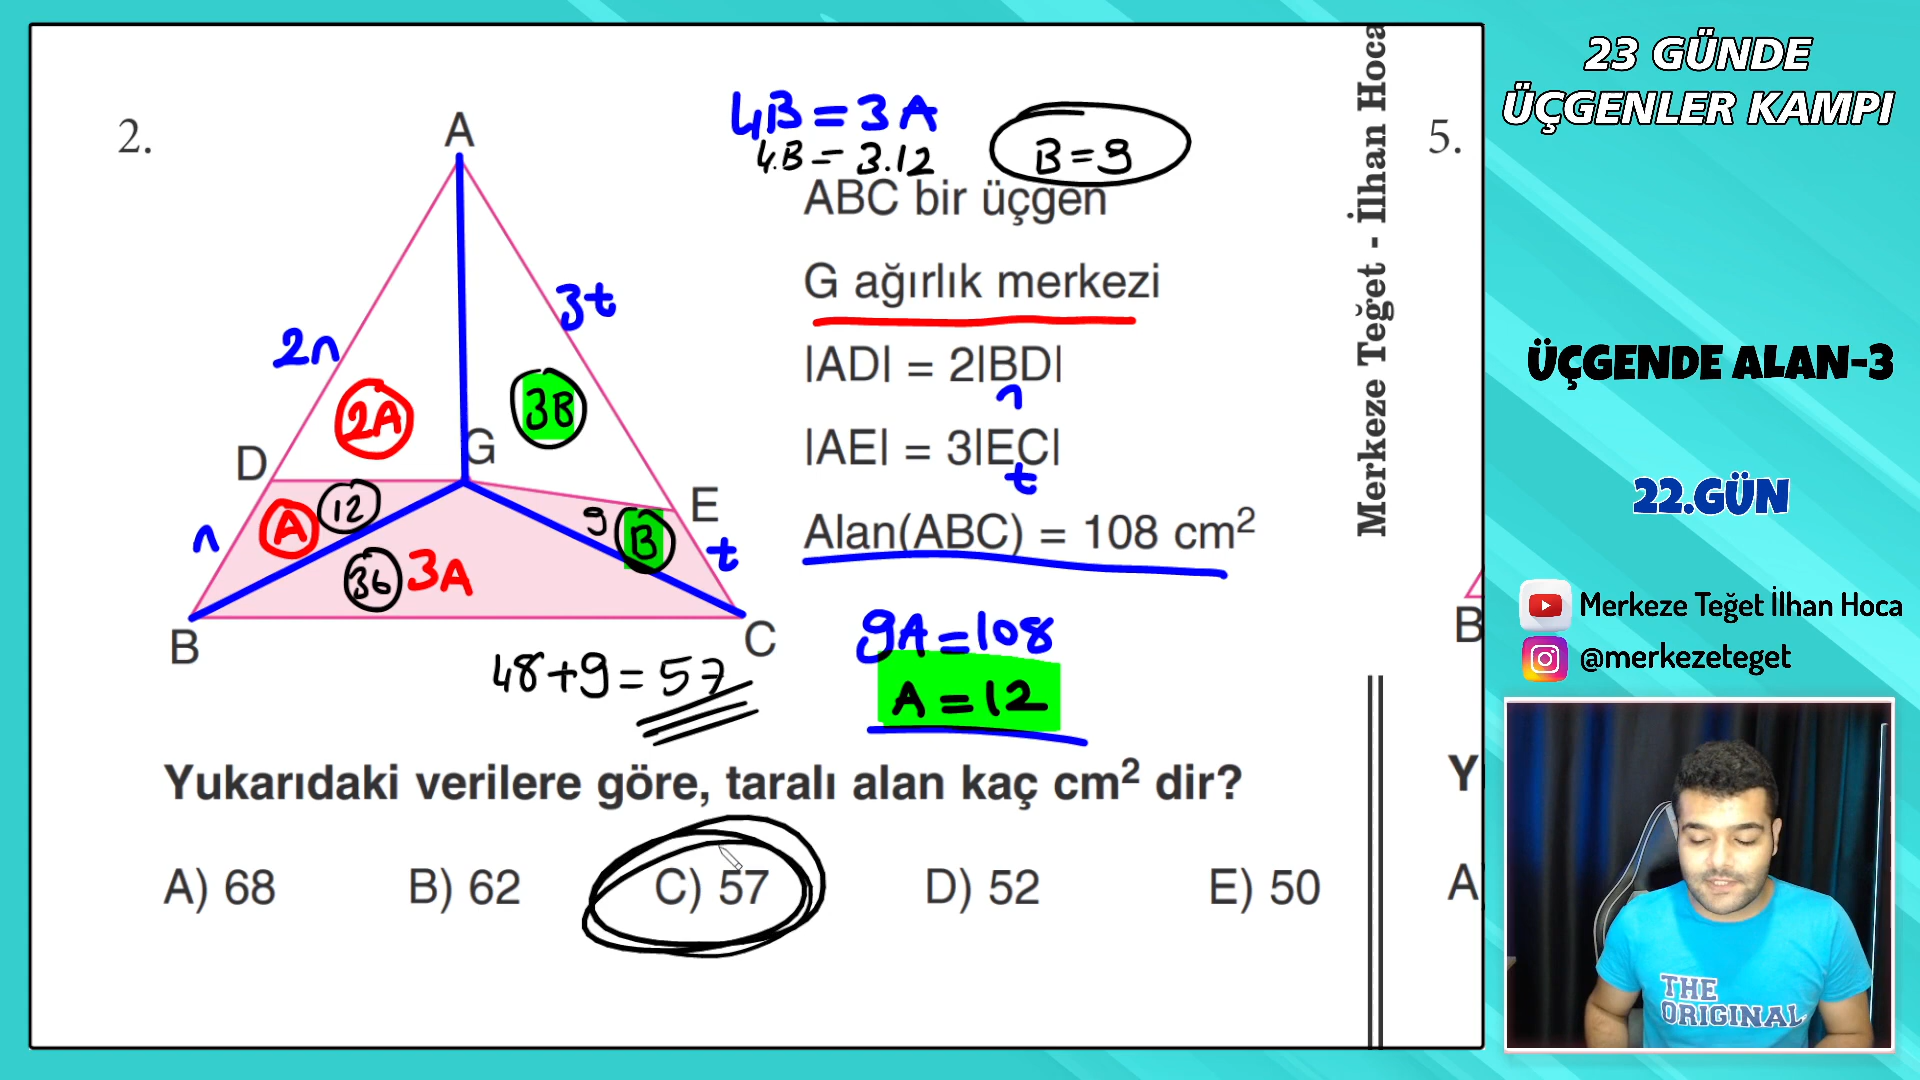 23 GÜNDE
ÜÇGENLER KAMPI
ÜÇGENDE ALAN-3
22.GÜN
Merkeze Teğet İlhan Hoca
@merkezeteget
Merkeze Teğet - İlhan Hoca
2.
4B = 3A
4.B = 3.12
B = 9
ABC bir üçgen
G ağırlık merkezi
|AD| = 2|BD|
n
|AE| = 3|EC|
t
Alan(ABC) = 108 cm²
9A = 108
A = 12
A
2n
3t
2A
3B
D
G
E
n
A
12
9
B
t
36
3A
B
C
48+9 = 57
Yukarıdaki verilere göre, taralı alan kaç cm² dir?
A) 68
B) 62
C) 57
D) 52
E) 50
5.
B
Y
A
THE
ORIGINAL